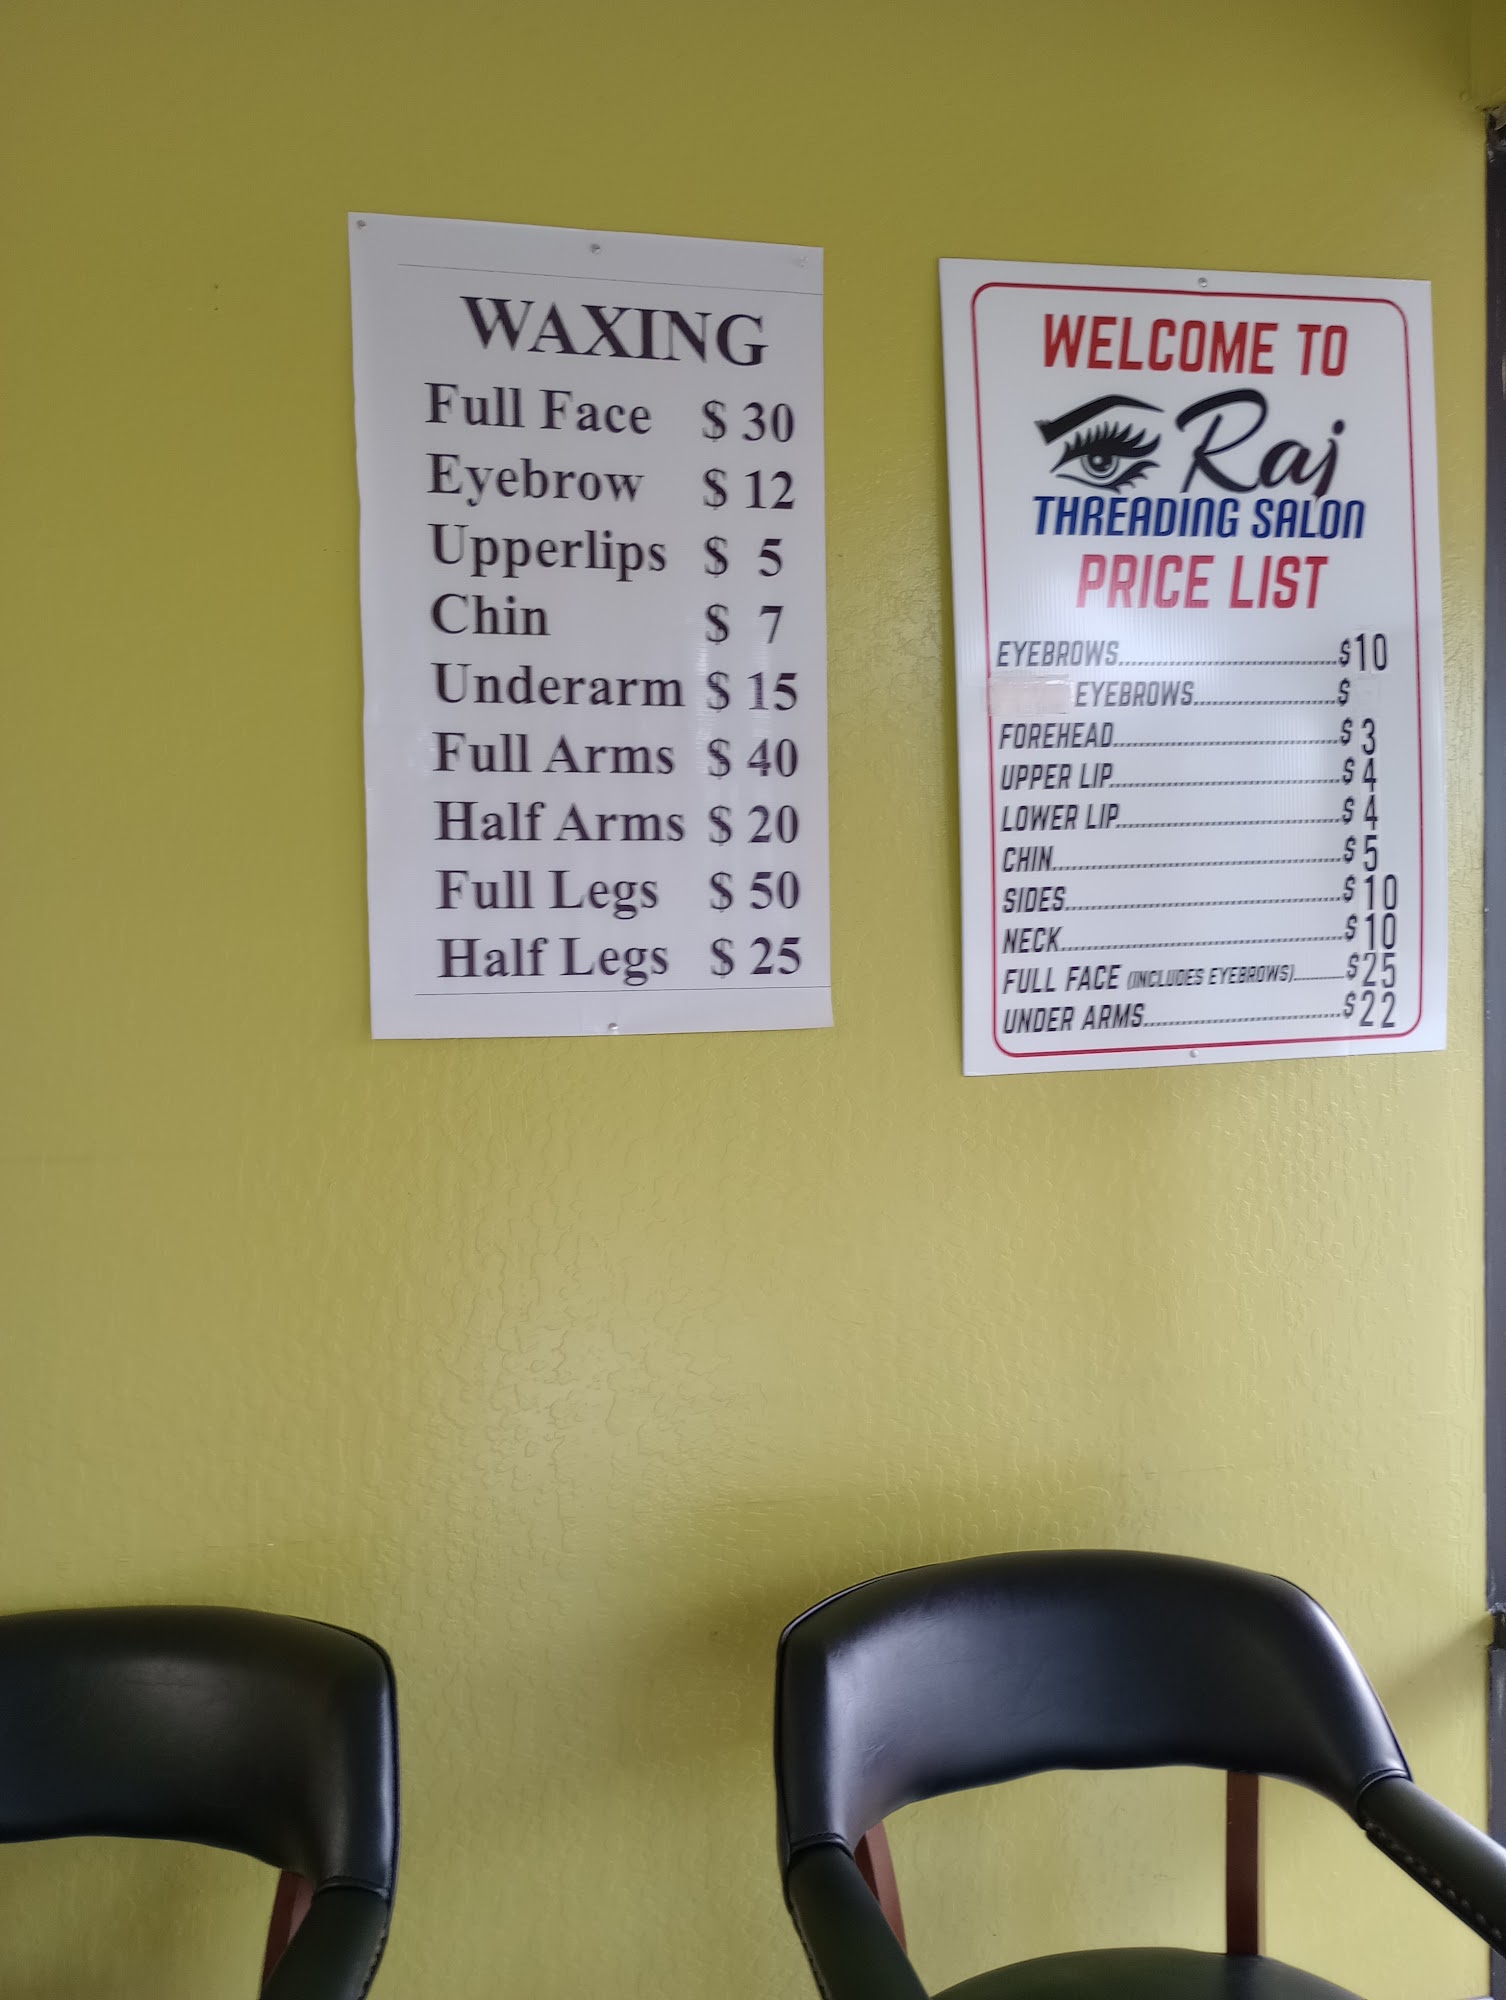 WAXING
Full Face $ 30
Eyebrow $ 12
Upperlips $ 5
Chin $ 7
Underarm $ 15
Full Arms $ 40
Half Arms $ 20
Full Legs $ 50
Half Legs $ 25
WELCOME TO
Raj
THREADING SALON
PRICE LIST
EYEBROWS..............................$10
EYEBROWS....................$
FOREHEAD..............................$ 3
UPPER LIP..............................$ 4
LOWER LIP..............................$ 4
CHIN..............................$ 5
SIDES..............................$ 10
NECK..............................$ 10
FULL FACE (INCLUDES EYEBROWS)..........$25
UNDER ARMS..............................$22